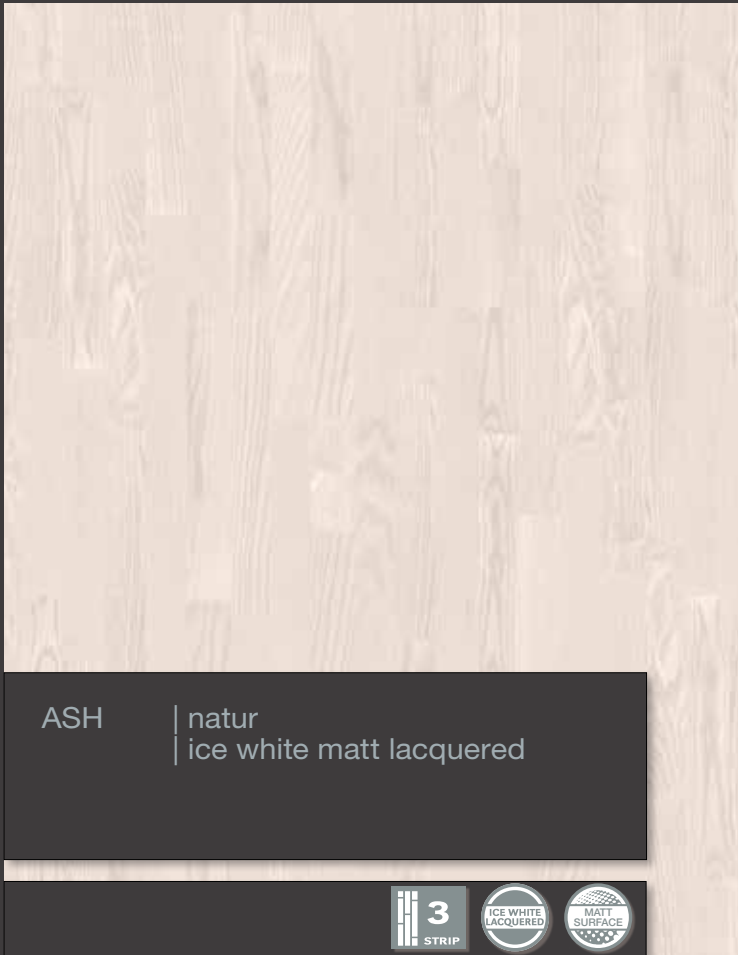 ASH | natur
| ice white matt lacquered
3
STRIP
ICE WHITE
LACQUERED
MATT
SURFACE